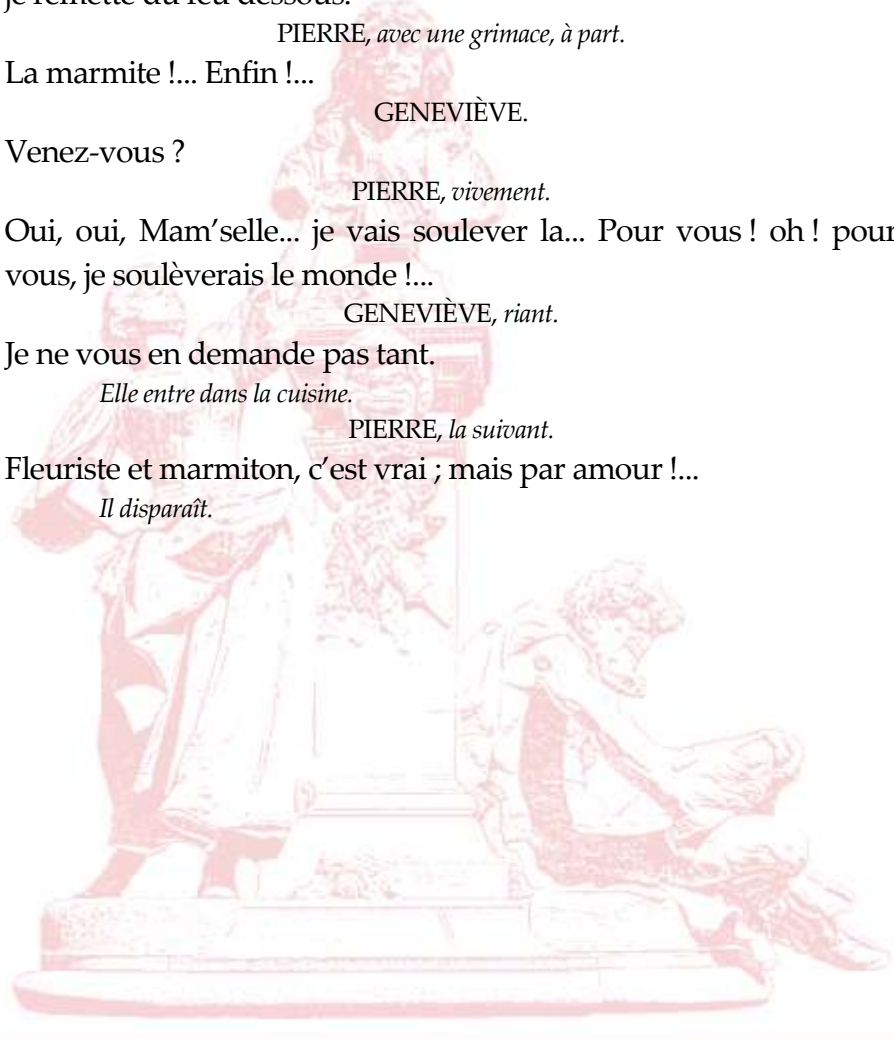 je remette du feu dessous.
PIERRE, avec une grimace, à part.
La marmite !... Enfin !...
GENEVIÈVE.
Venez-vous ?
PIERRE, vivement.
Oui, oui, Mam’selle... je vais soulever la... Pour vous ! oh ! pour
vous, je soulèverais le monde !...
GENEVIÈVE, riant.
Je ne vous en demande pas tant.
Elle entre dans la cuisine.
PIERRE, la suivant.
Fleuriste et marmiton, c’est vrai ; mais par amour !...
Il disparaît.